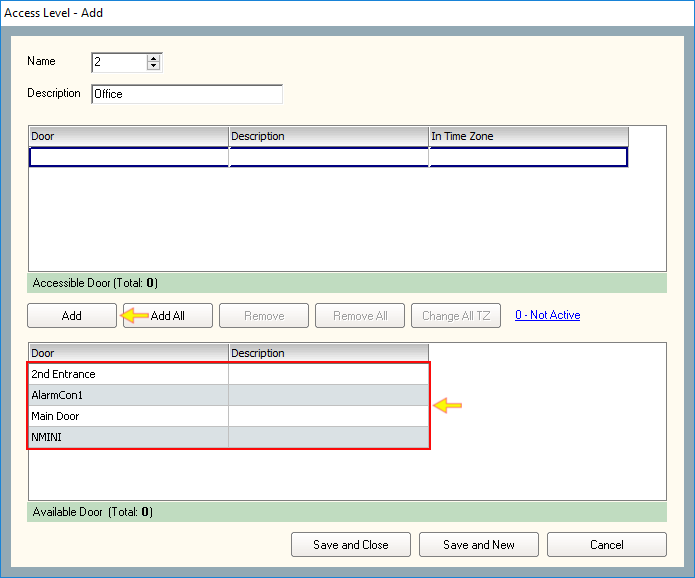 Access Level - Add
Name 2
Description Office
Door Description In Time Zone
Accessible Door (Total: 0)
Add Add All Remove Remove All Change All TZ 0 - Not Active
Door Description
2nd Entrance
AlarmCon1
Main Door
NMINI
Available Door (Total: 0)
Save and Close Save and New Cancel